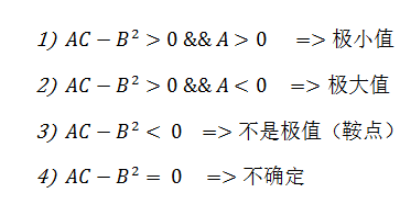 1) AC − B² > 0 && A > 0 => 极小值
2) AC − B² > 0 && A < 0 => 极大值
3) AC − B² < 0 => 不是极值（鞍点）
4) AC − B² = 0 => 不确定